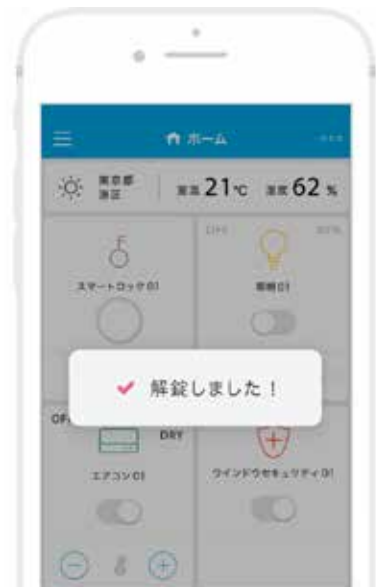 ホーム
東京都
港区
室温 21℃ 湿度 62 %
スマートロック01
照明01
解錠しました！
OFF
DRY
エアコン01
ウインドウセキュリティ01